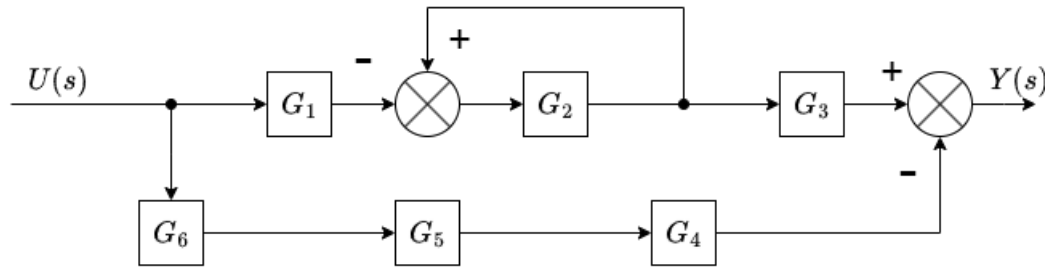 +
U(s) - + Y(s)
G₁ G₂ G₃
-
G₆ G₅ G₄